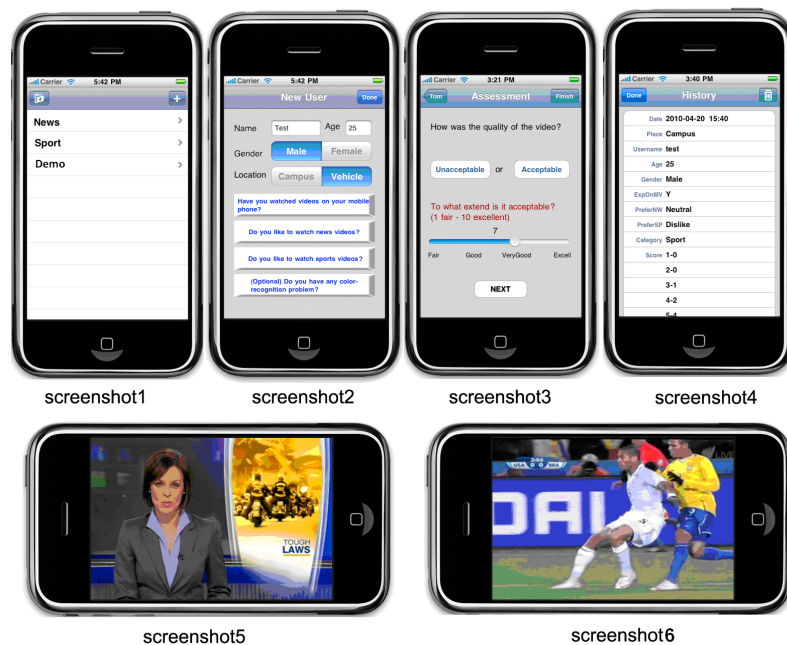 Carrier 5:42 PM
News
Sport
Demo
screenshot1
Carrier 5:42 PM
New User Done
Name Test Age 25
Gender Male Female
Location Campus Vehicle
Have you watched videos on your mobile
phone?
Do you like to watch news videos?
Do you like to watch sports videos?
(Optional) Do you have any color-
recognition problem?
screenshot2
Carrier 3:21 PM
Tom Assessment Finish
How was the quality of the video?
Unacceptable or Acceptable
To what extend is it acceptable?
(1 fair - 10 excellent)
7
Fair Good VeryGood Excell
NEXT
screenshot3
Carrier 3:40 PM
Done History
Date 2010-04-20 15:40
Place Campus
Username test
Age 25
Gender Male
ExpOnMV Y
PreferNW Neutral
PreferSP Dislike
Category Sport
Score 1-0
2-0
3-1
4-2
5-4
screenshot4
TOUGH
LAWS
screenshot5
LIVE
USA 0 0 BRA
screenshot6